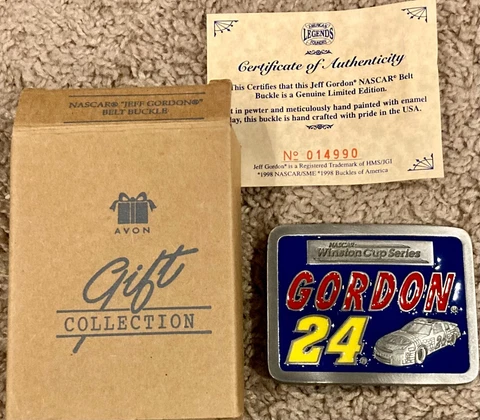 NASCAR® "JEFF GORDON®"
BELT BUCKLE
AVON
Gift
COLLECTION
AMERICAN
LEGENDS
FOUNDERS
Certificate of Authenticity
This Certifies that this Jeff Gordon® NASCAR® Belt
Buckle is a Genuine Limited Edition.
in pewter and meticulously hand painted with enamel
this buckle is hand crafted with pride in the USA.
No 014990
Jeff Gordon® is a Registered Trademark of HMS/JGI
®1998 NASCAR/SME ®1998 Buckles of America
NASCAR
Winston Cup Series
GORDON®
24®
24